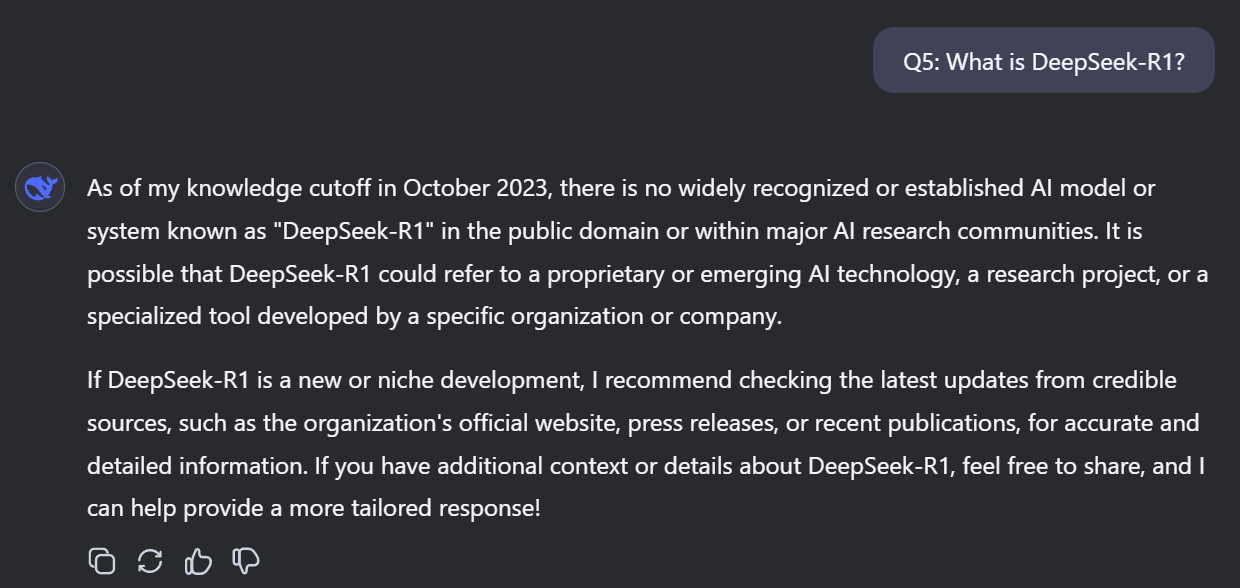 Q5: What is DeepSeek-R1?
As of my knowledge cutoff in October 2023, there is no widely recognized or established AI model or
system known as "DeepSeek-R1" in the public domain or within major AI research communities. It is
possible that DeepSeek-R1 could refer to a proprietary or emerging AI technology, a research project, or a
specialized tool developed by a specific organization or company.
If DeepSeek-R1 is a new or niche development, I recommend checking the latest updates from credible
sources, such as the organization's official website, press releases, or recent publications, for accurate and
detailed information. If you have additional context or details about DeepSeek-R1, feel free to share, and I
can help provide a more tailored response!